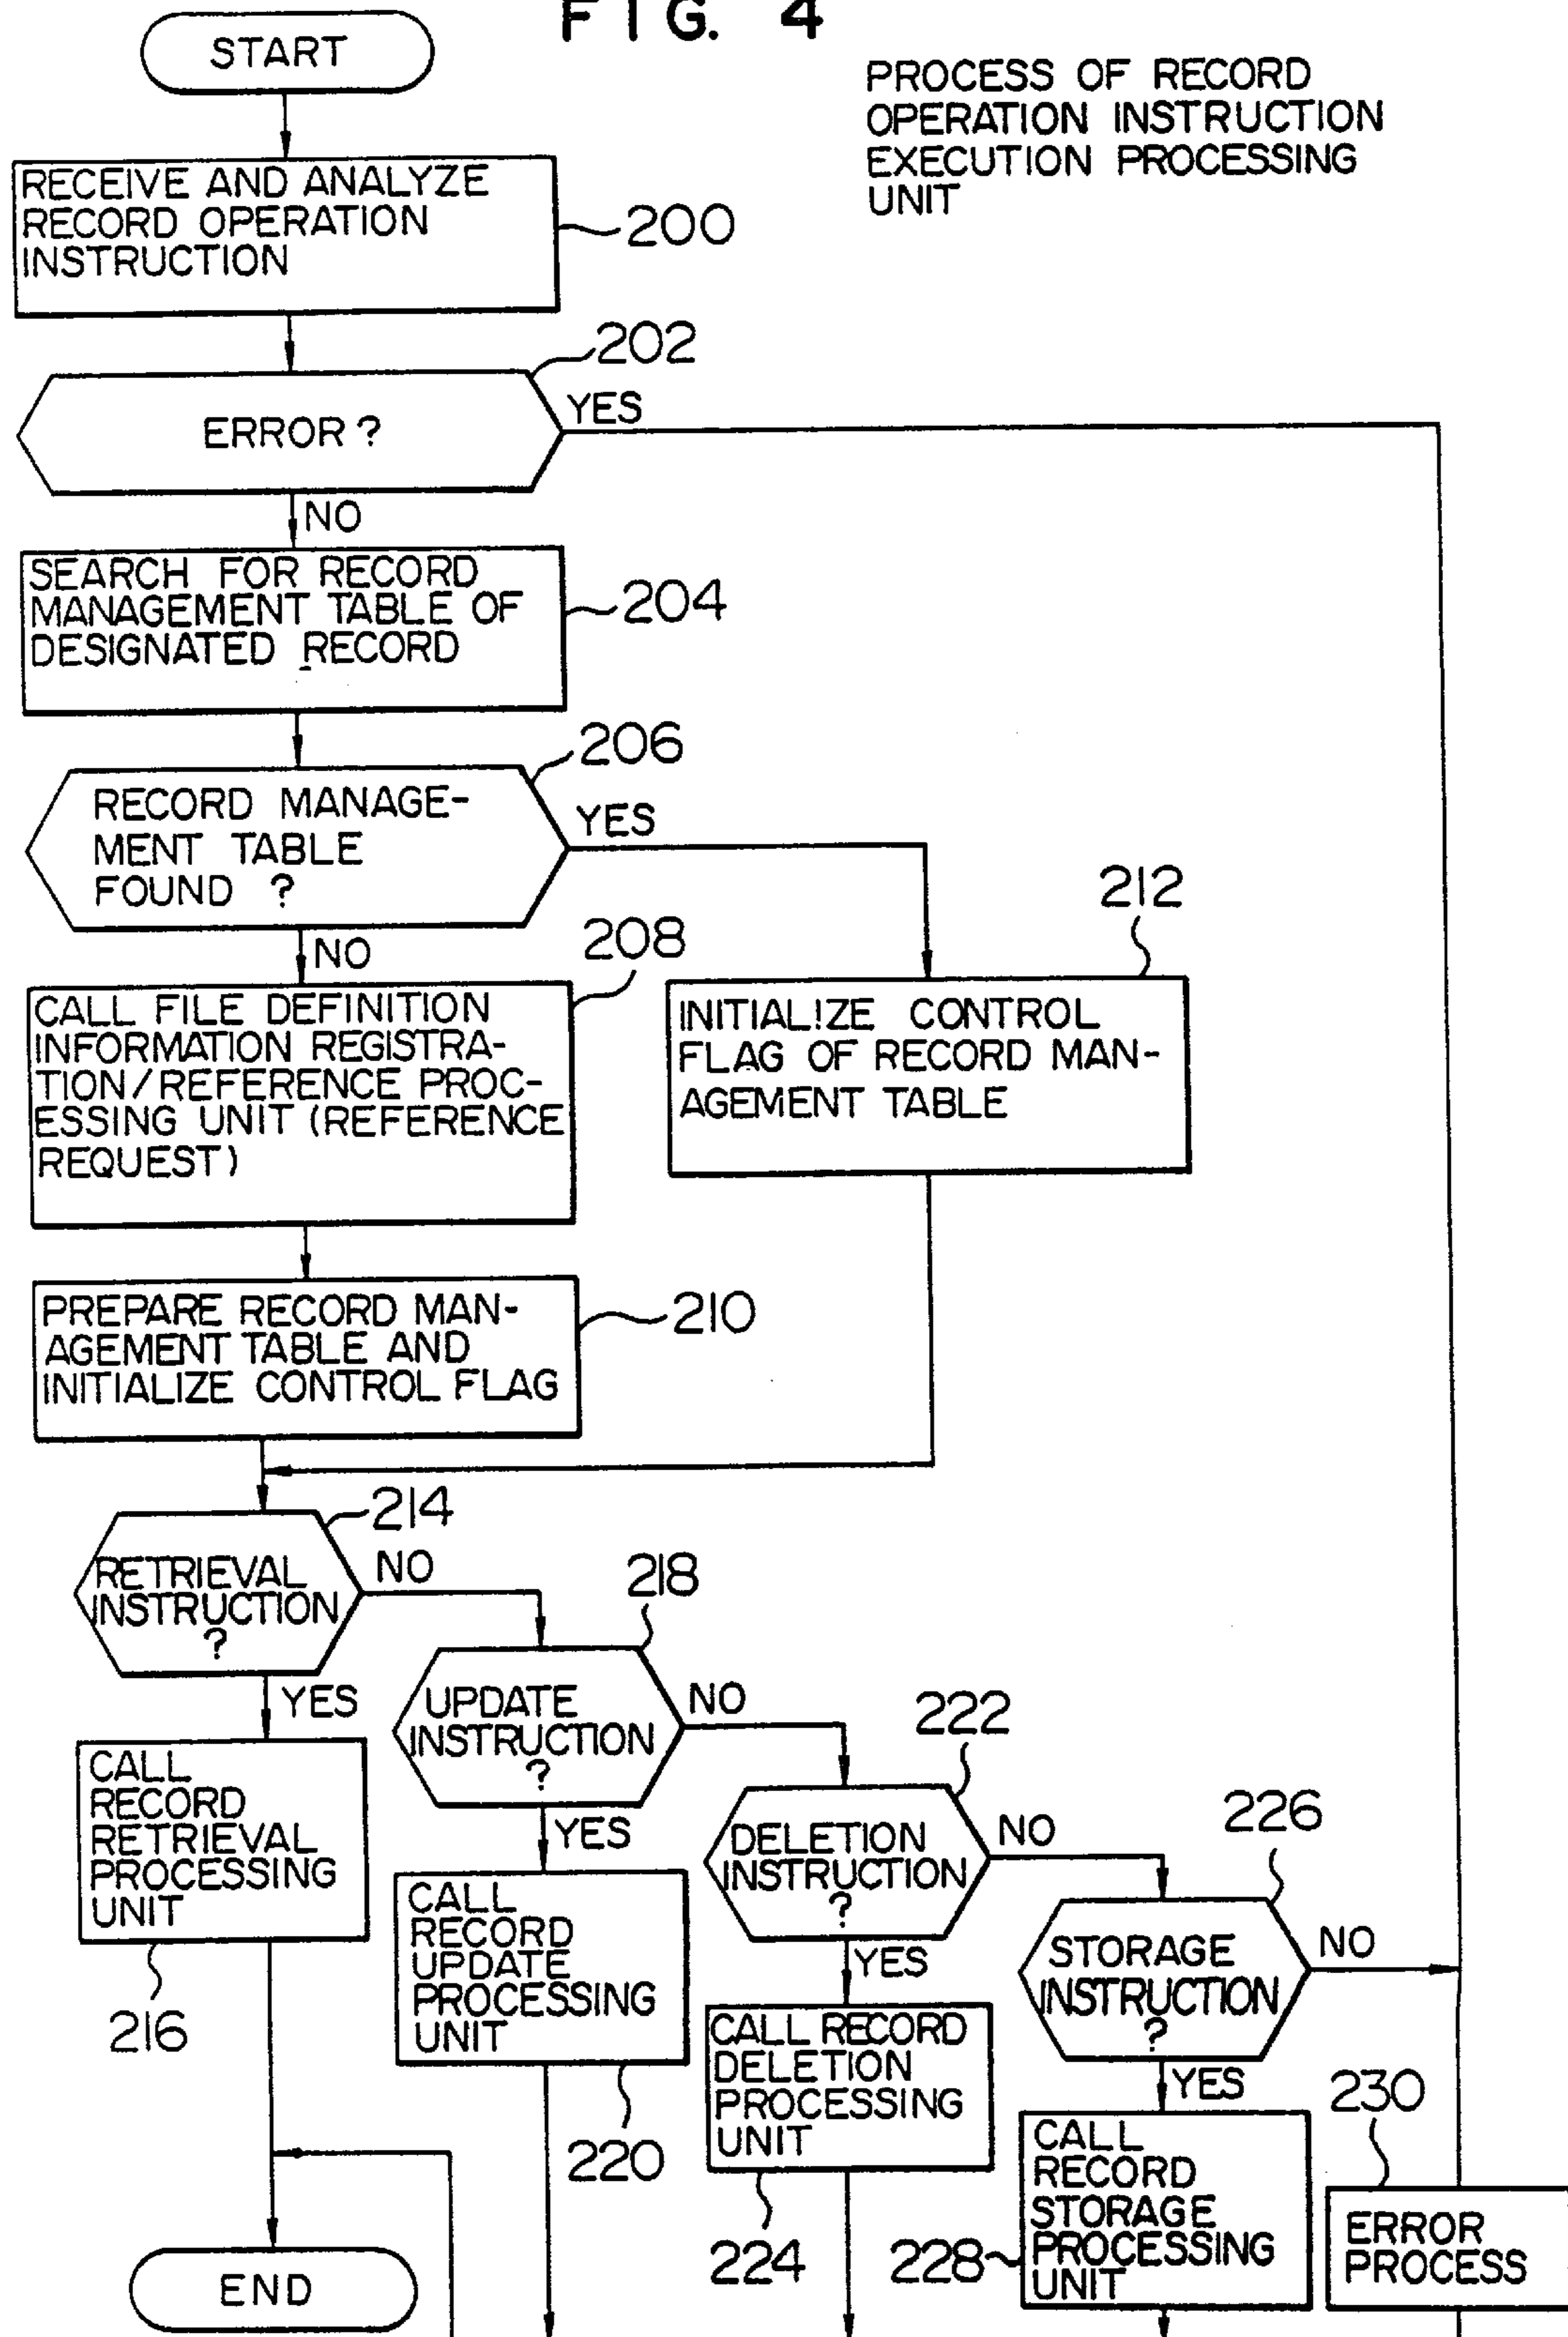 FIG. 4
START
PROCESS OF RECORD
OPERATION INSTRUCTION
EXECUTION PROCESSING
UNIT
RECEIVE AND ANALYZE
RECORD OPERATION
INSTRUCTION
200
202
ERROR ?
YES
NO
SEARCH FOR RECORD
MANAGEMENT TABLE OF
DESIGNATED RECORD
204
206
RECORD MANAGE-
MENT TABLE
FOUND ?
YES
NO
208
CALL FILE DEFINITION
INFORMATION REGISTRA-
TION/REFERENCE PROC-
ESSING UNIT (REFERENCE
REQUEST)
212
INITIALIZE CONTROL
FLAG OF RECORD MAN-
AGEMENT TABLE
PREPARE RECORD MAN-
AGEMENT TABLE AND
INITIALIZE CONTROL FLAG
210
214
RETRIEVAL
INSTRUCTION
?
NO
YES
CALL
RECORD
RETRIEVAL
PROCESSING
UNIT
216
218
UPDATE
INSTRUCTION
?
NO
YES
CALL
RECORD
UPDATE
PROCESSING
UNIT
220
222
DELETION
INSTRUCTION
?
NO
YES
CALL RECORD
DELETION
PROCESSING
UNIT
224
226
STORAGE
INSTRUCTION
?
NO
YES
CALL
RECORD
STORAGE
PROCESSING
UNIT
228
230
ERROR
PROCESS
END